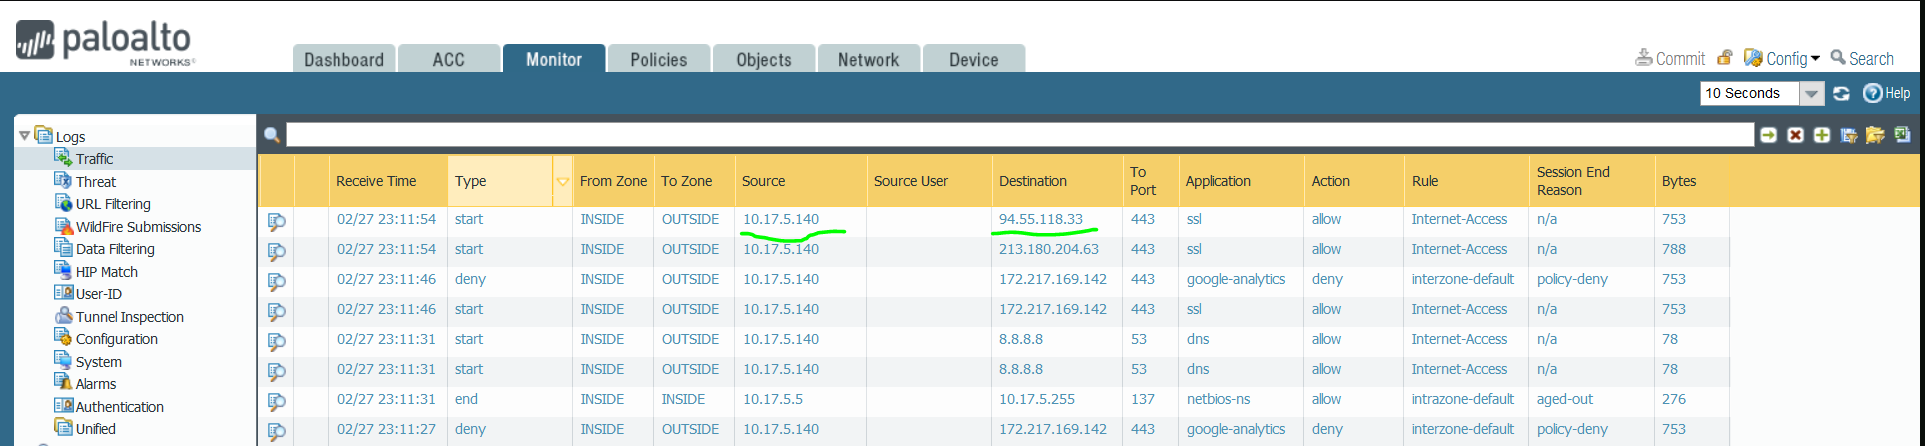 paloalto
NETWORKS®
Dashboard ACC Monitor Policies Objects Network Device
Commit Config Search
10 Seconds Help
Logs
Traffic
Threat
URL Filtering
WildFire Submissions
Data Filtering
HIP Match
User-ID
Tunnel Inspection
Configuration
System
Alarms
Authentication
Unified
Receive Time Type From Zone To Zone Source Source User Destination To Port Application Action Rule Session End Reason Bytes
02/27 23:11:54 start INSIDE OUTSIDE 10.17.5.140 94.55.118.33 443 ssl allow Internet-Access n/a 753
02/27 23:11:54 start INSIDE OUTSIDE 10.17.5.140 213.180.204.63 443 ssl allow Internet-Access n/a 788
02/27 23:11:46 deny INSIDE OUTSIDE 10.17.5.140 172.217.169.142 443 google-analytics deny interzone-default policy-deny 753
02/27 23:11:46 start INSIDE OUTSIDE 10.17.5.140 172.217.169.142 443 ssl allow Internet-Access n/a 753
02/27 23:11:31 start INSIDE OUTSIDE 10.17.5.140 8.8.8.8 53 dns allow Internet-Access n/a 78
02/27 23:11:31 start INSIDE OUTSIDE 10.17.5.140 8.8.8.8 53 dns allow Internet-Access n/a 78
02/27 23:11:31 end INSIDE INSIDE 10.17.5.5 10.17.5.255 137 netbios-ns allow intrazone-default aged-out 276
02/27 23:11:27 deny INSIDE OUTSIDE 10.17.5.140 172.217.169.142 443 google-analytics deny interzone-default policy-deny 753